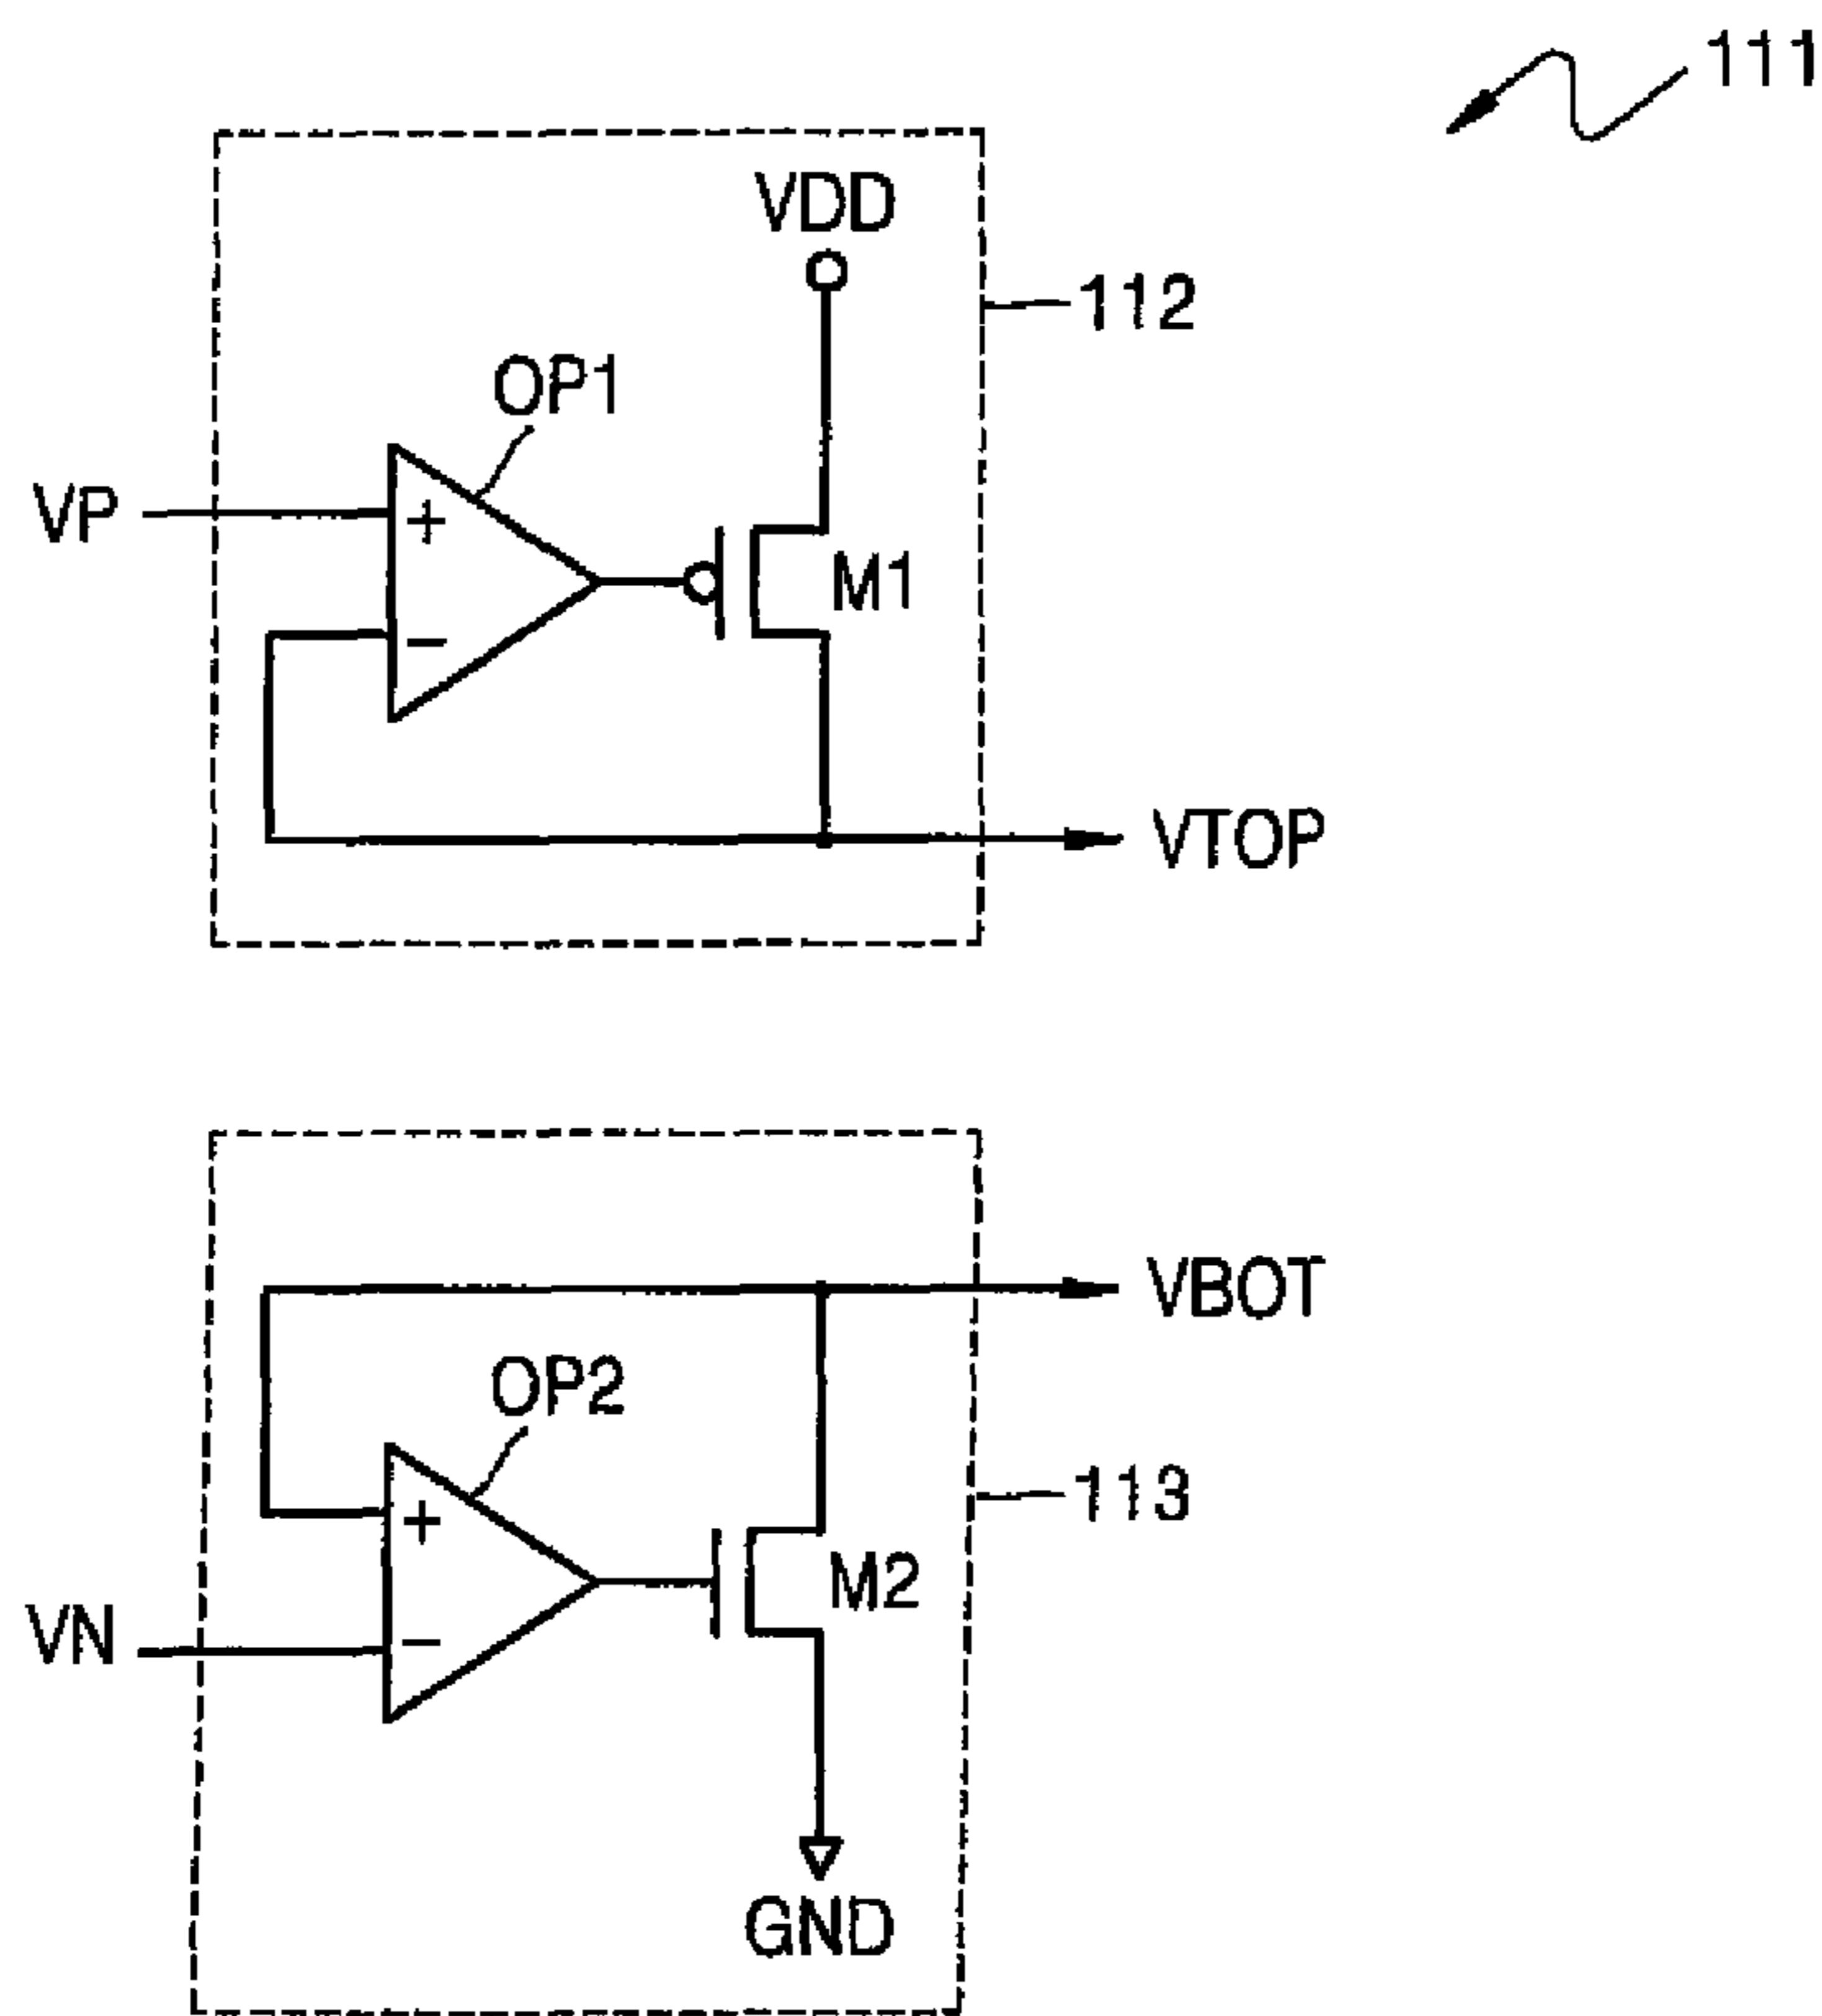 111
VDD
112
OP1
VP
+
M1
−
VTOP
VBOT
OP2
113
+
M2
VN
−
GND